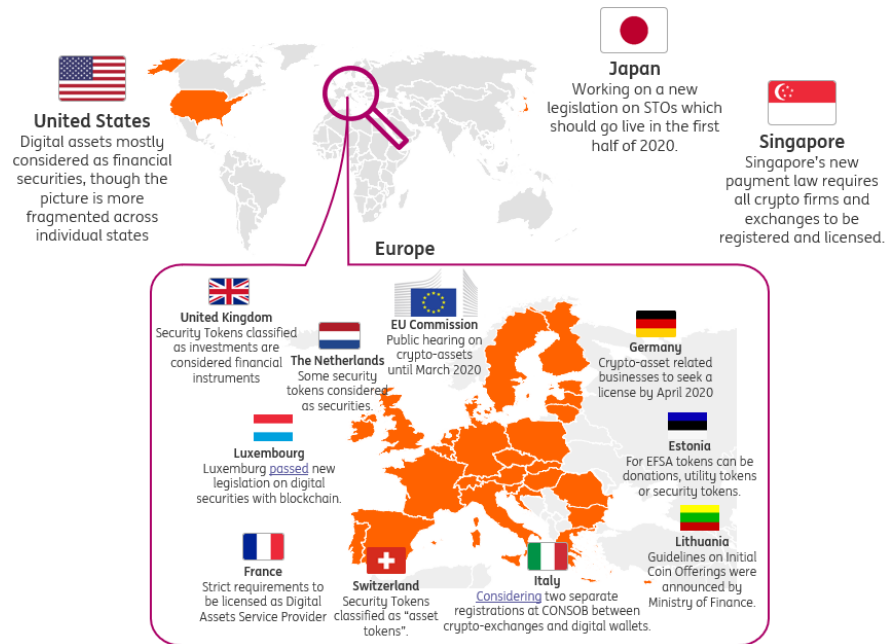 United States
Digital assets mostly
considered as financial
securities, though the
picture is more
fragmented across
individual states
Japan
Working on a new
legislation on STOs which
should go live in the first
half of 2020.
Singapore
Singapore's new
payment law requires
all crypto firms and
exchanges to be
registered and licensed.
Europe
United Kingdom
Security Tokens classified
as investments are
considered financial
instruments
The Netherlands
Some security
tokens considered
as securities.
EU Commission
Public hearing on
crypto-assets
until March 2020
Germany
Crypto-asset related
businesses to seek a
license by April 2020
Luxembourg
Luxemburg passed new
legislation on digital
securities with blockchain.
Estonia
For EFSA tokens can be
donations, utility tokens
or security tokens.
France
Strict requirements to
be licensed as Digital
Assets Service Provider
Switzerland
Security Tokens
classified as “asset
tokens”.
Italy
Considering two separate
registrations at CONSOB between
crypto-exchanges and digital wallets.
Lithuania
Guidelines on Initial
Coin Offerings were
announced by
Ministry of Finance.